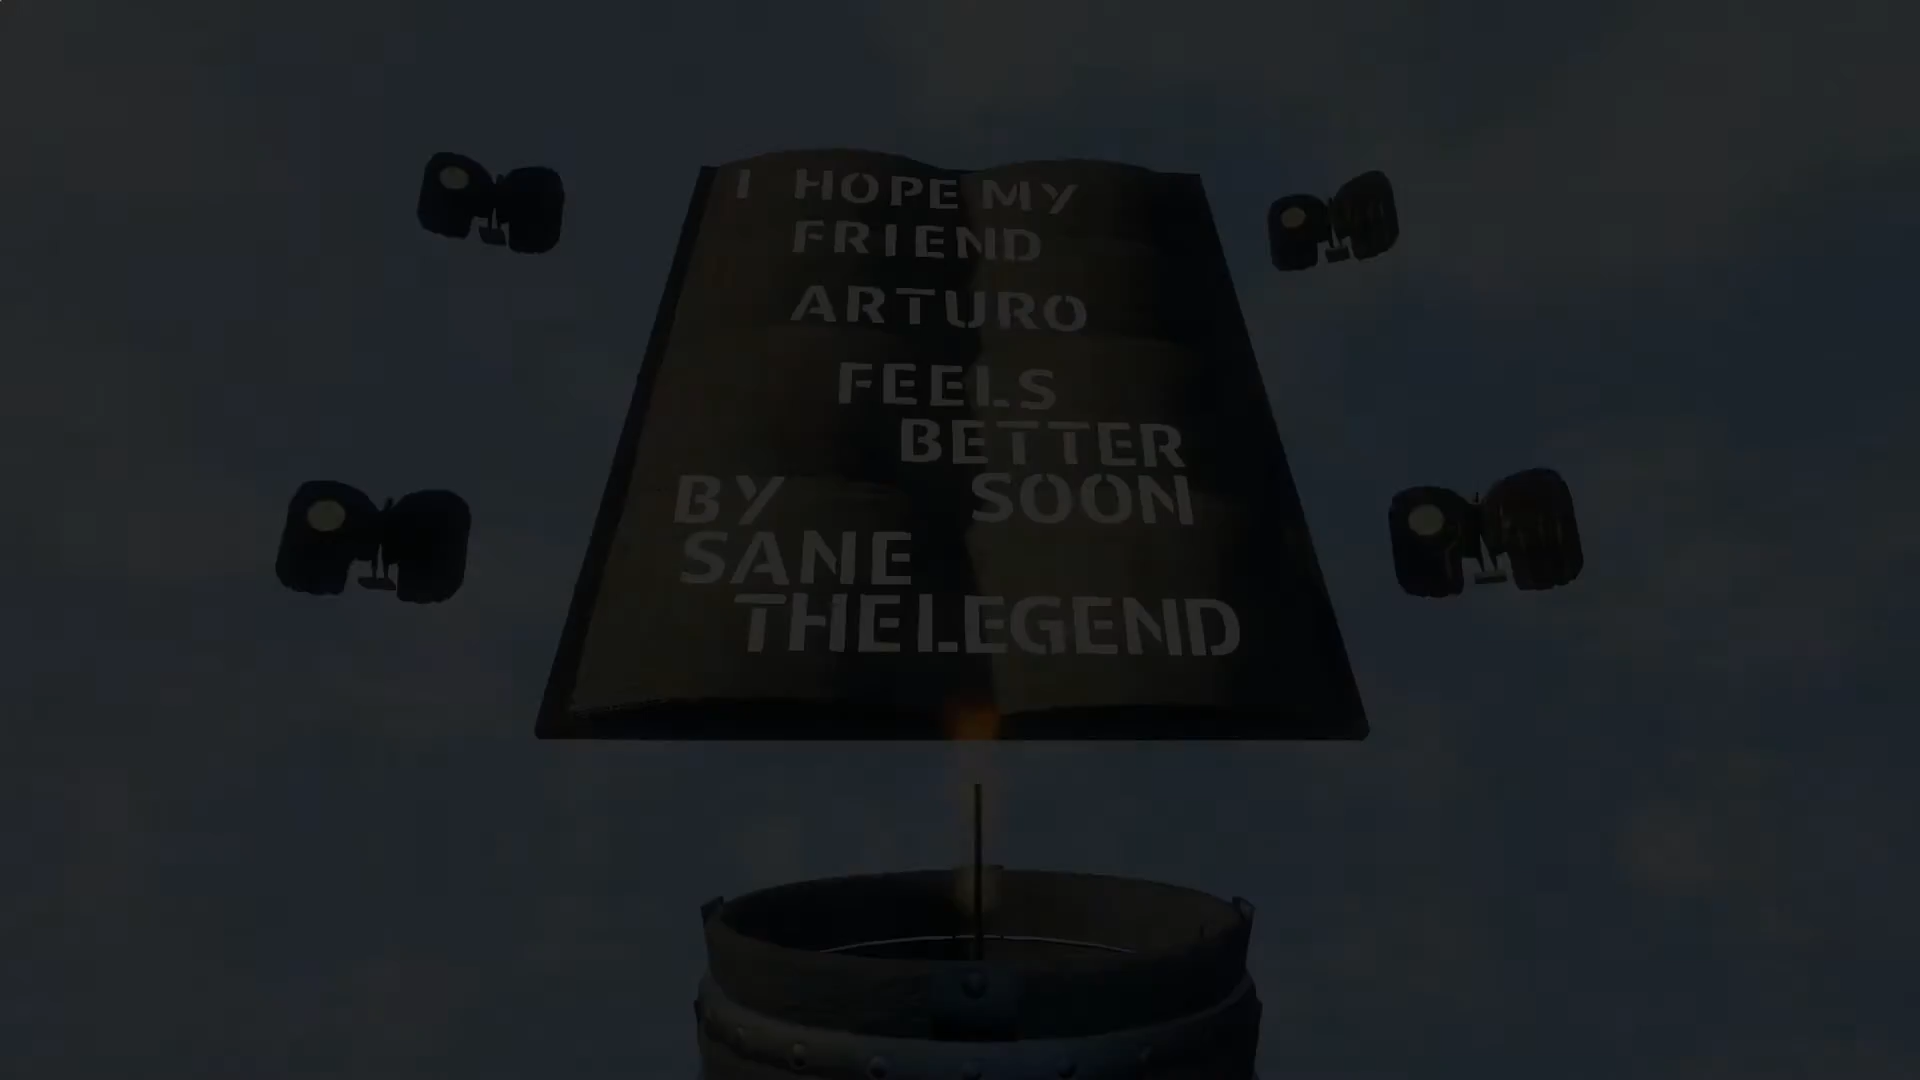 I HOPE MY
FRIEND
ARTURO
FEELS
BETTER
BY SOON
SANE
THELEGEND